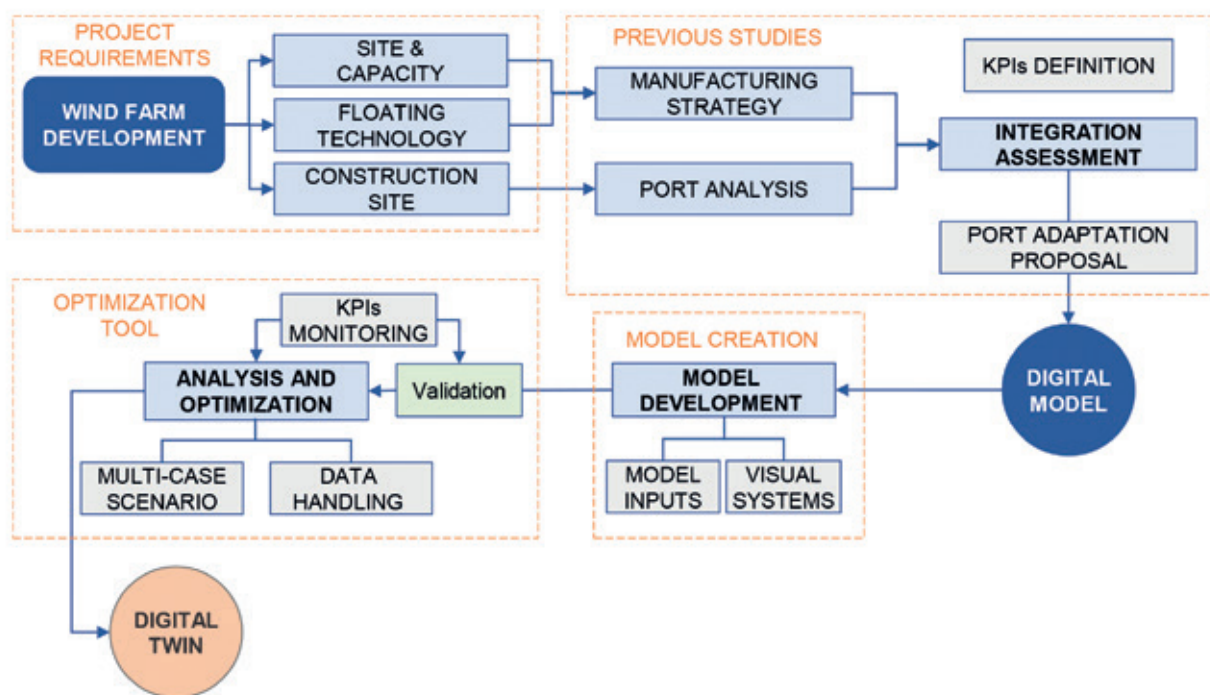 PROJECT
REQUIREMENTS
WIND FARM
DEVELOPMENT
SITE &
CAPACITY
FLOATING
TECHNOLOGY
CONSTRUCTION
SITE
PREVIOUS STUDIES
MANUFACTURING
STRATEGY
PORT ANALYSIS
KPIs DEFINITION
INTEGRATION
ASSESSMENT
PORT ADAPTATION
PROPOSAL
DIGITAL
MODEL
MODEL CREATION
MODEL
DEVELOPMENT
MODEL
INPUTS
VISUAL
SYSTEMS
OPTIMIZATION
TOOL
KPIs
MONITORING
Validation
ANALYSIS AND
OPTIMIZATION
MULTI-CASE
SCENARIO
DATA
HANDLING
DIGITAL
TWIN